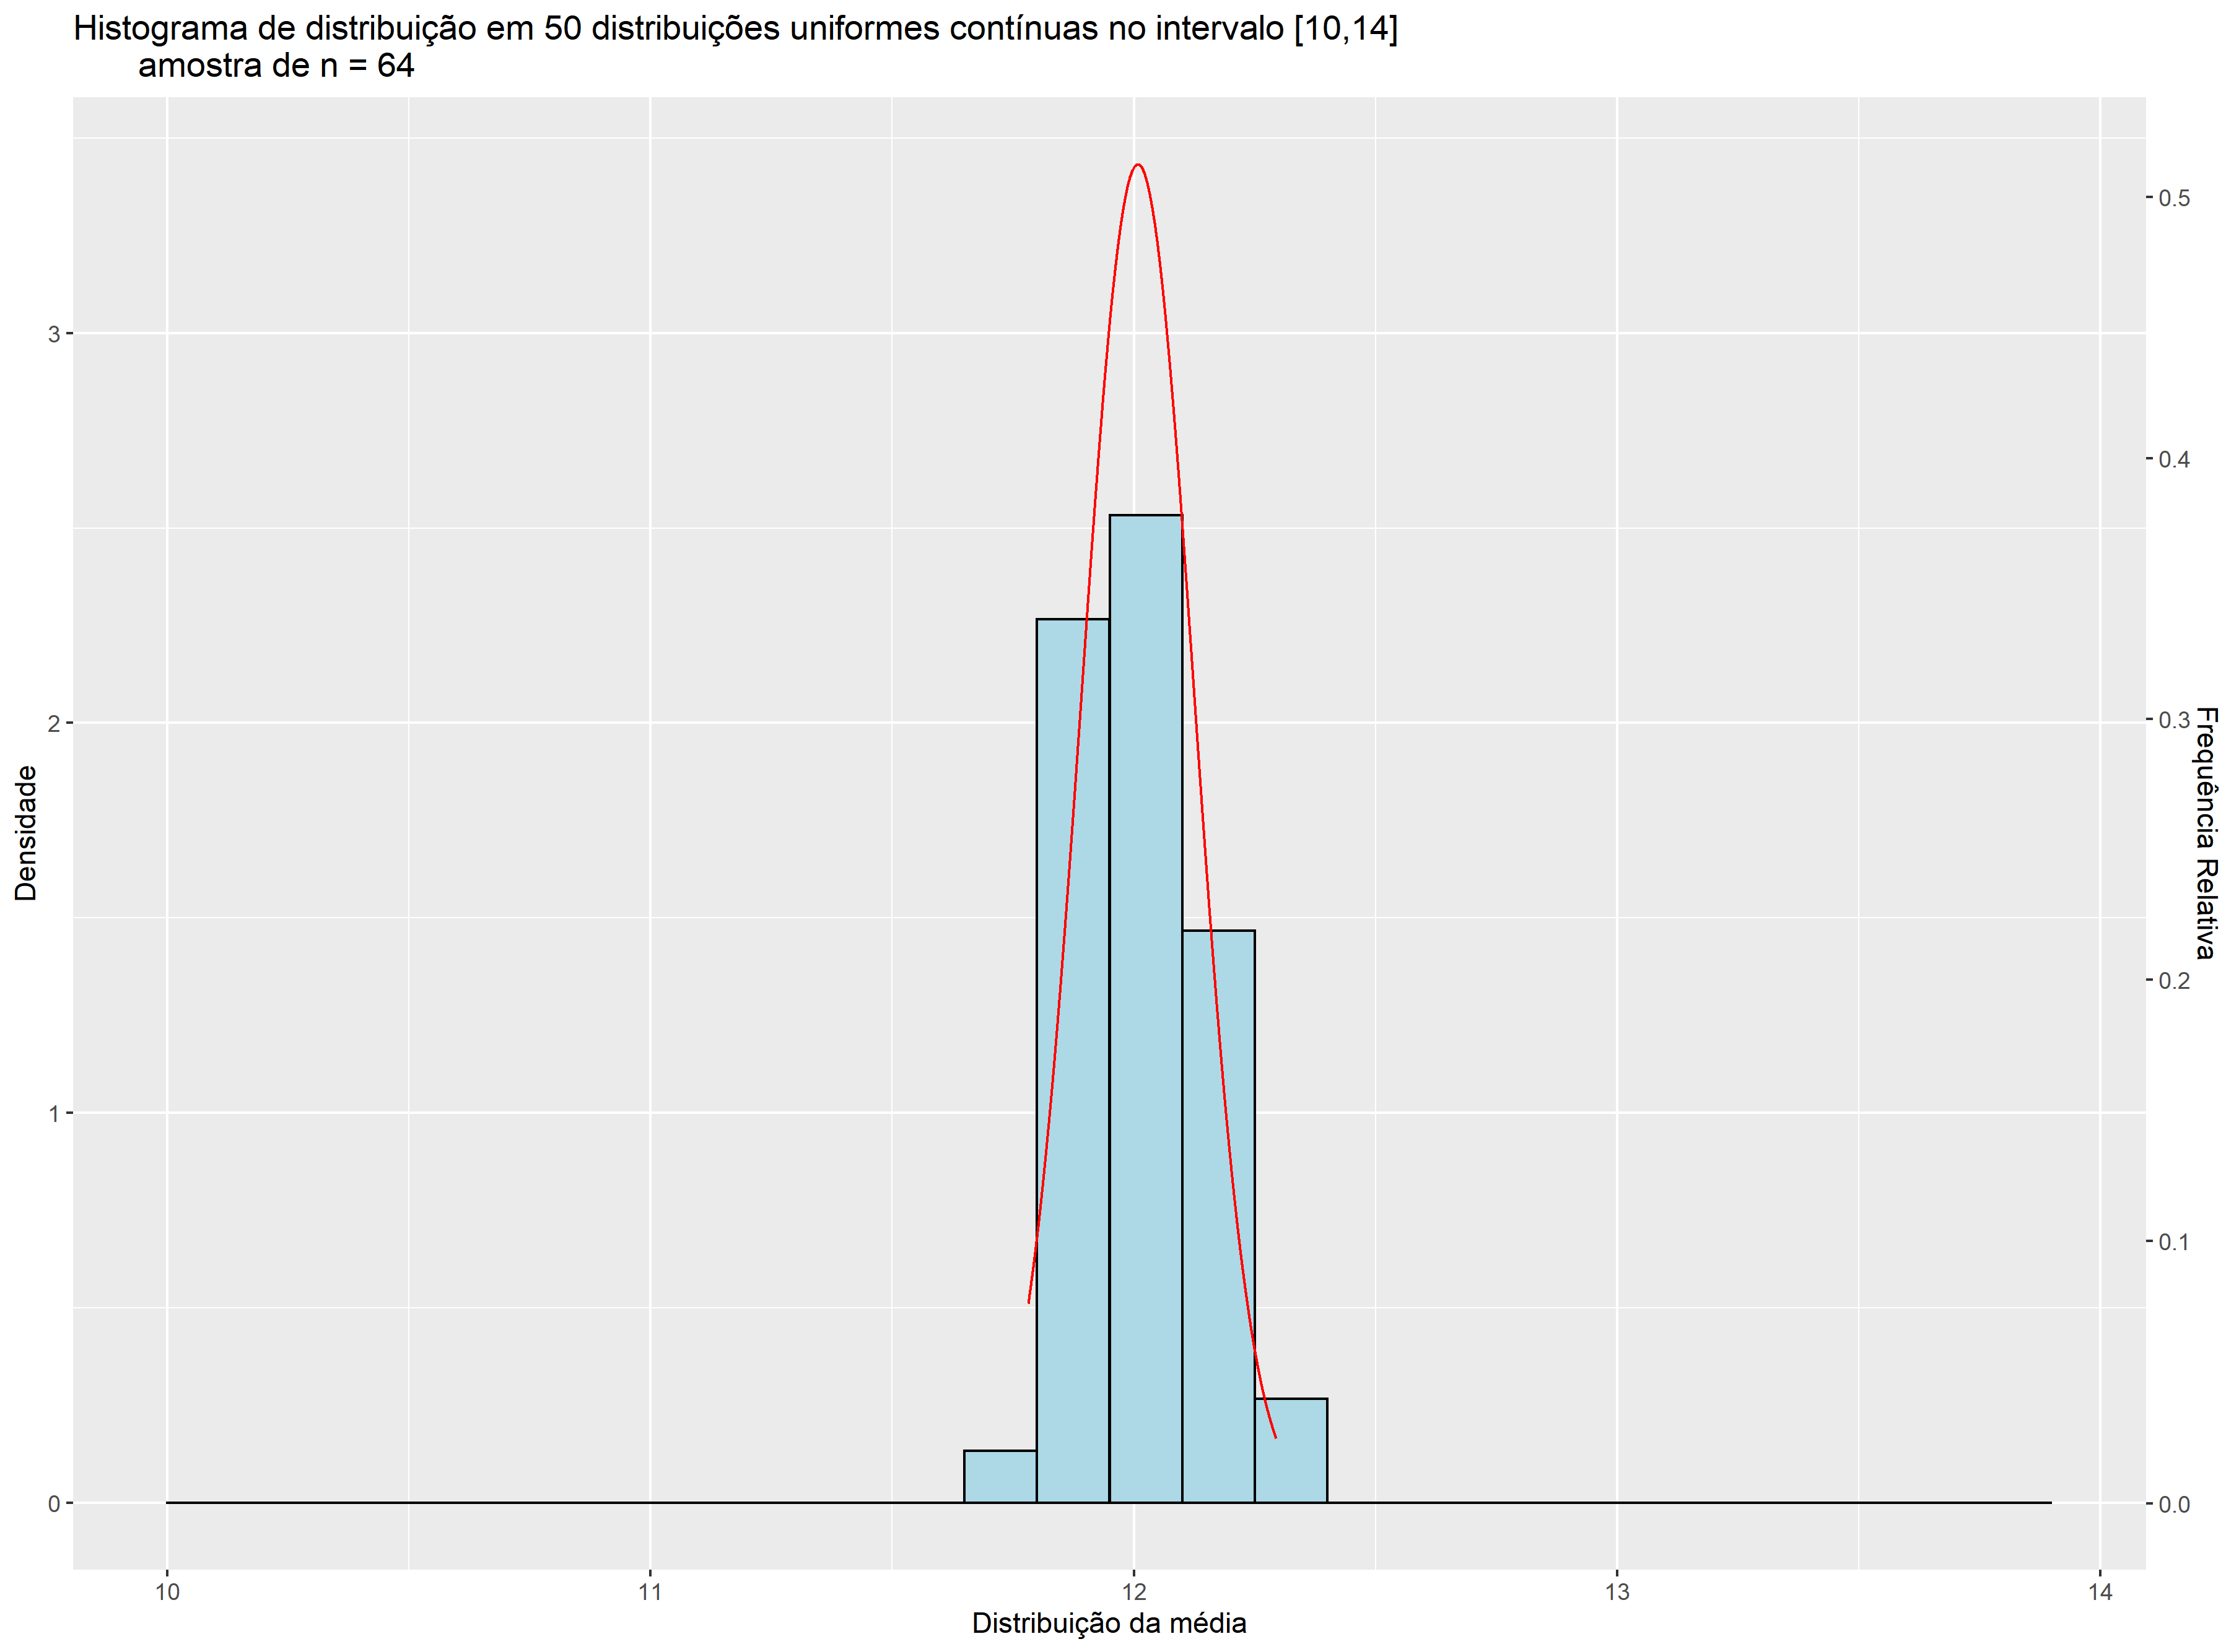 Histograma de distribuição em 50 distribuições uniformes contínuas no intervalo [10,14]
amostra de n = 64
Densidade
3
2
1
0
0.5
0.4
0.3
0.2
0.1
0.0
Frequência Relativa
10 11 12 13 14
Distribuição da média